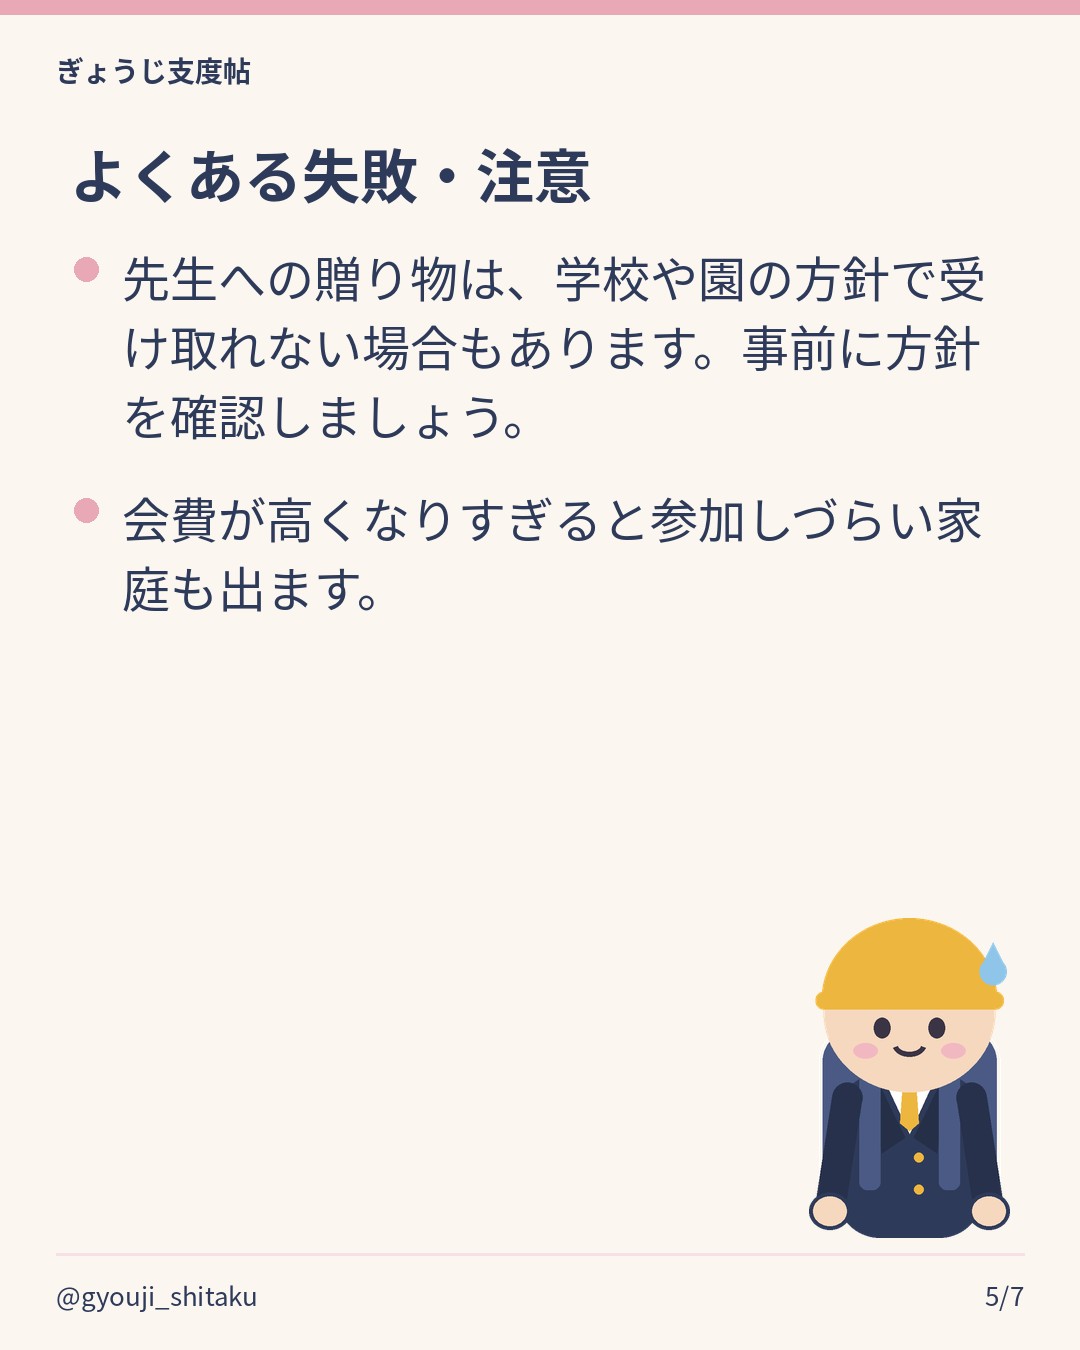 ぎょうじ支度帖
よくある失敗・注意
先生への贈り物は、学校や園の方針で受
け取れない場合もあります。事前に方針
を確認しましょう。
会費が高くなりすぎると参加しづらい家
庭も出ます。
@gyouji_shitaku
5/7